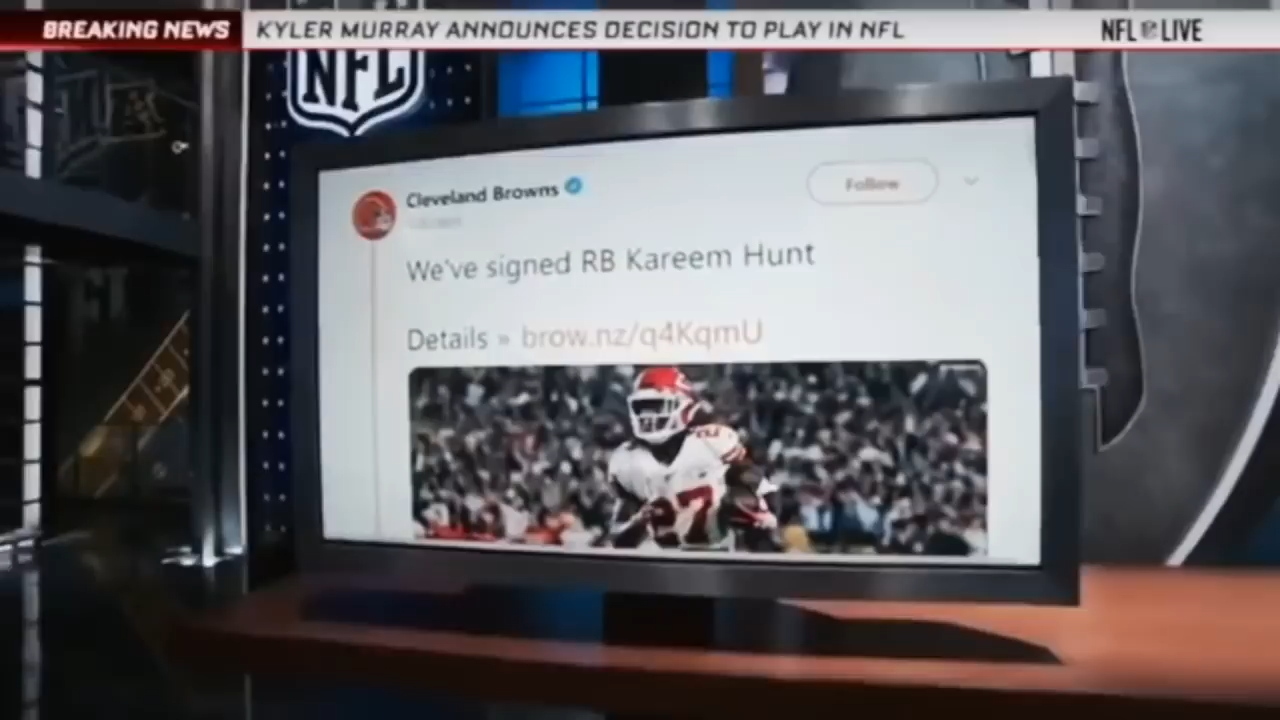 BREAKING NEWS KYLER MURRAY ANNOUNCES DECISION TO PLAY IN NFL NFL LIVE
NFL
Cleveland Browns Follow
We've signed RB Kareem Hunt
Details » brow.nz/q4KqmU
27